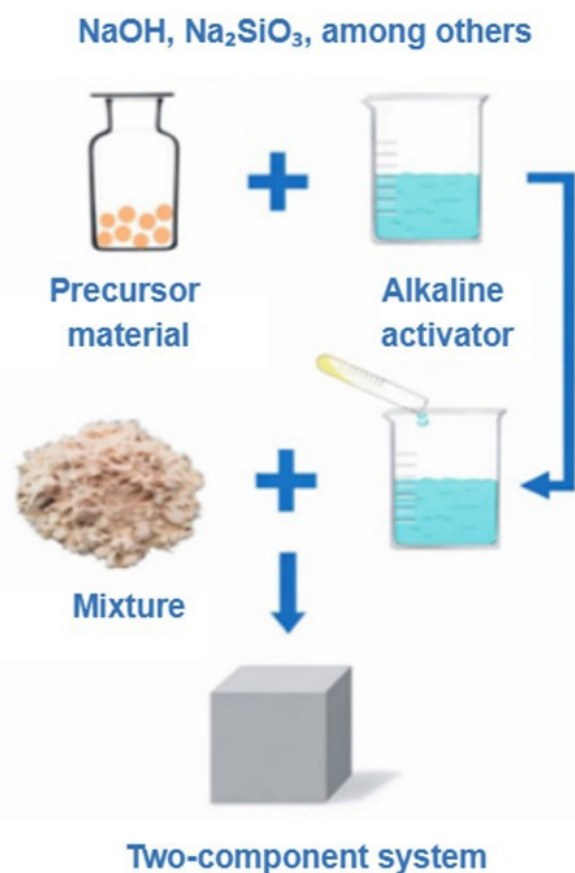 NaOH, Na₂SiO₃, among others
Precursor
material
Alkaline
activator
Mixture
Two-component system